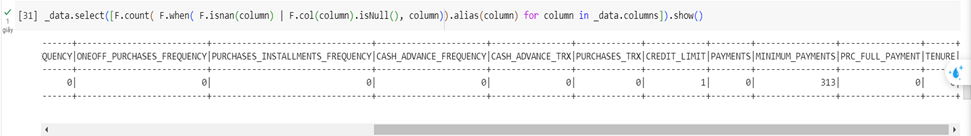 [31] _data.select([F.count( F.when( F.isnan(column) | F.col(column).isNull(), column)).alias(column) for column in _data.columns]).show()
1
giây
QUENCY|ONEOFF_PURCHASES_FREQUENCY|PURCHASES_INSTALLMENTS_FREQUENCY|CASH_ADVANCE_FREQUENCY|CASH_ADVANCE_TRX|PURCHASES_TRX|CREDIT_LIMIT|PAYMENTS|MINIMUM_PAYMENTS|PRC_FULL_PAYMENT|TENURE|
0| 0| 0| 0| 0| 0| 1| 0| 313| 0|